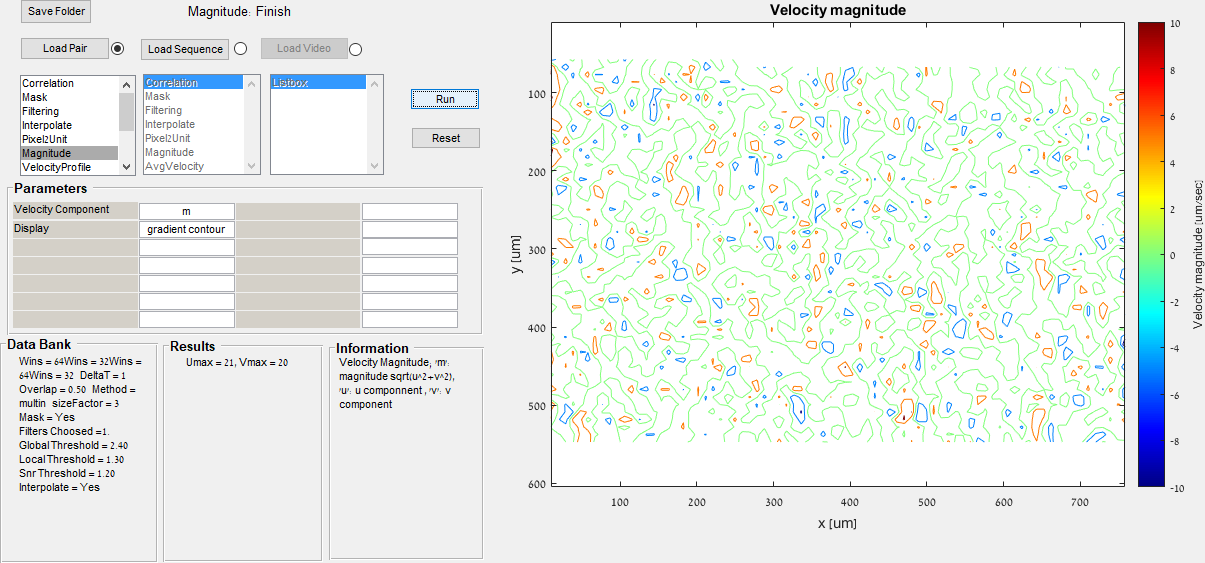 Save Folder
Magnitude: Finish
Load Pair
Load Sequence
Load Video
Correlation
Mask
Filtering
Interpolate
Pixel2Unit
Magnitude
VelocityProfile
Correlation
Mask
Filtering
Interpolate
Pixel2Unit
Magnitude
AvgVelocity
Listbox
Run
Reset
Parameters
Velocity Component
m
Display
gradient contour
Data Bank
Wins = 64Wins = 32Wins =
64Wins = 32 DeltaT = 1
Overlap = 0.50 Method =
multin sizeFactor = 3
Mask = Yes
Filters Choosed =1.
Global Threshold = 2.40
Local Threshold = 1.30
Snr Threshold = 1.20
Interpolate = Yes
Results
Umax = 21, Vmax = 20
Information
Velocity Magnitude, 'm':
magnitude sqrt(u^2+v^2),
'u': u componnent , 'v': v
component
Velocity magnitude
100
200
300
400
500
600
y [um]
100
200
300
400
500
600
700
x [um]
10
8
6
4
2
0
-2
-4
-6
-8
-10
Velocity magnitude [um/sec]